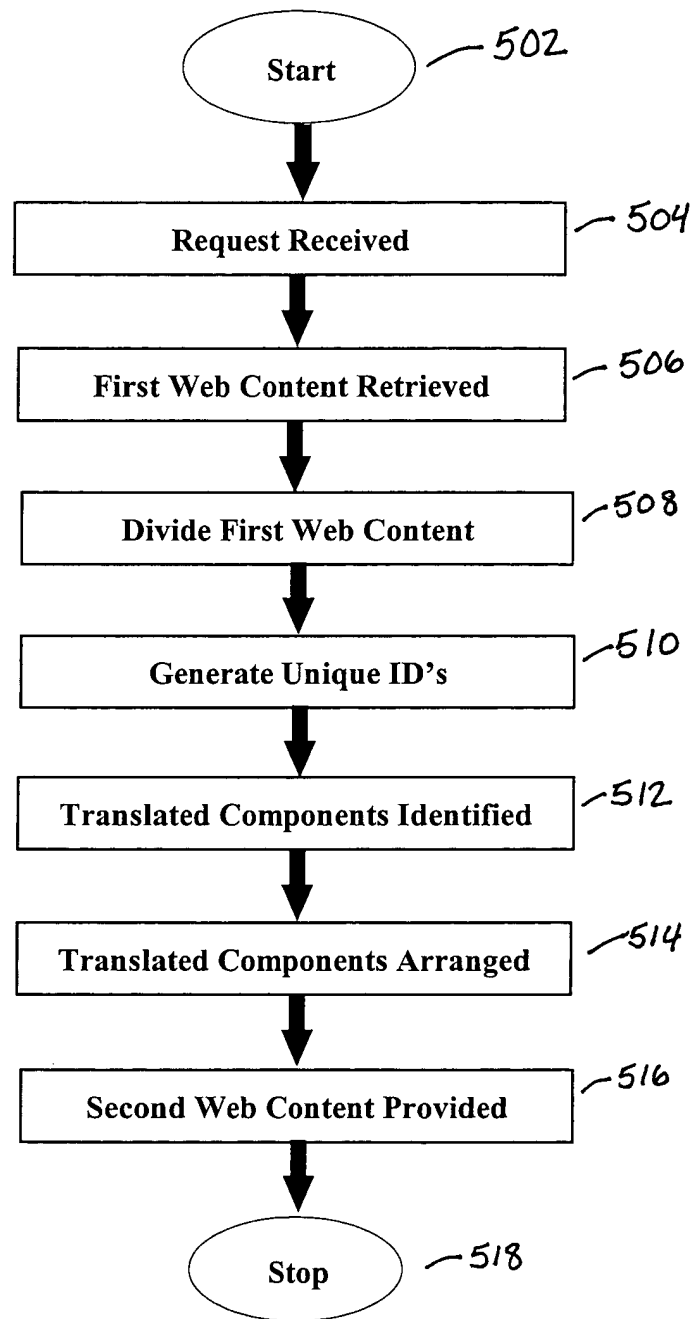 Start 502
Request Received 504
First Web Content Retrieved 506
Divide First Web Content 508
Generate Unique ID's 510
Translated Components Identified 512
Translated Components Arranged 514
Second Web Content Provided 516
Stop 518